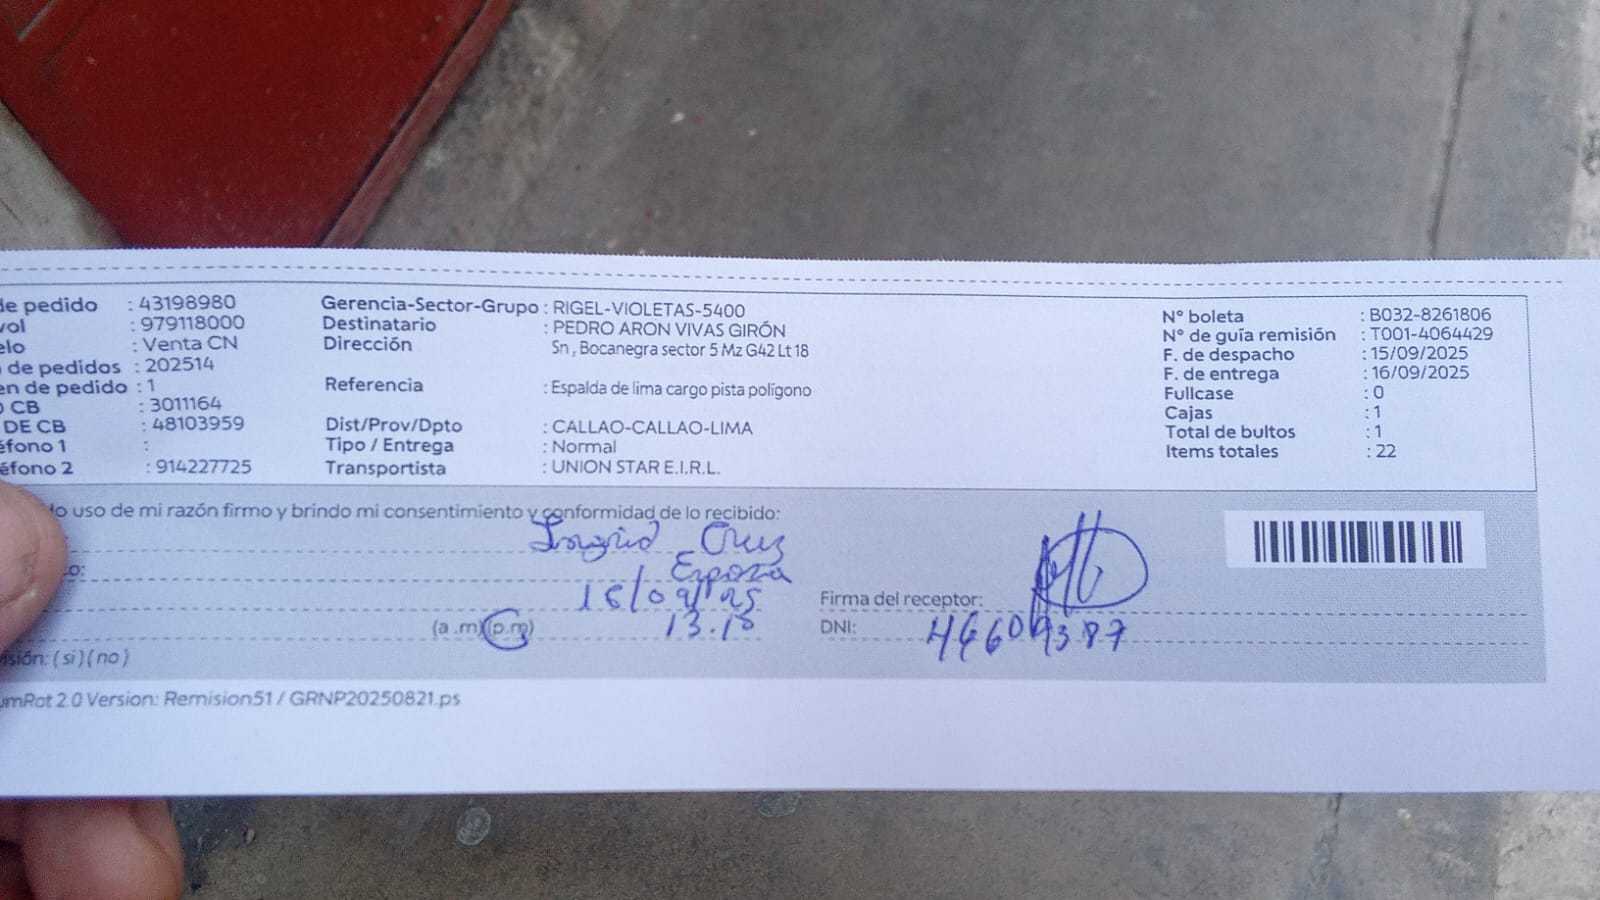 de pedido : 43198980 Gerencia-Sector-Grupo : RIGEL-VIOLETAS-5400 N° boleta : B032-8261806
vol : 979118000 Destinatario : PEDRO ARON VIVAS GIRÓN N° de guía remisión : T001-4064429
elo : Venta CN Dirección Sn , Bocanegra sector 5 Mz G42 Lt 18 F. de despacho : 15/09/2025
de pedidos : 202514 F. de entrega : 16/09/2025
en de pedido : 1 Referencia : Espalda de lima cargo pista polígono Fullcase : 0
O CB : 3011164 Cajas : 1
DE CB : 48103959 Dist/Prov/Dpto : CALLAO-CALLAO-LIMA Total de bultos : 1
éfono 1 : Tipo / Entrega : Normal Items totales : 22
éfono 2 : 914227725 Transportista : UNION STAR E.I.R.L.
do uso de mi razón firmo y brindo mi consentimiento y conformidad de lo recibido:
Ingrid Cruz
to: Esposa
16/09/25 Firma del receptor:
(a .m)(p.m) 13.10 DNI: 46609387
isión: ( si ) ( no )
umRot 2.0 Version: Remision51 / GRNP20250821.ps